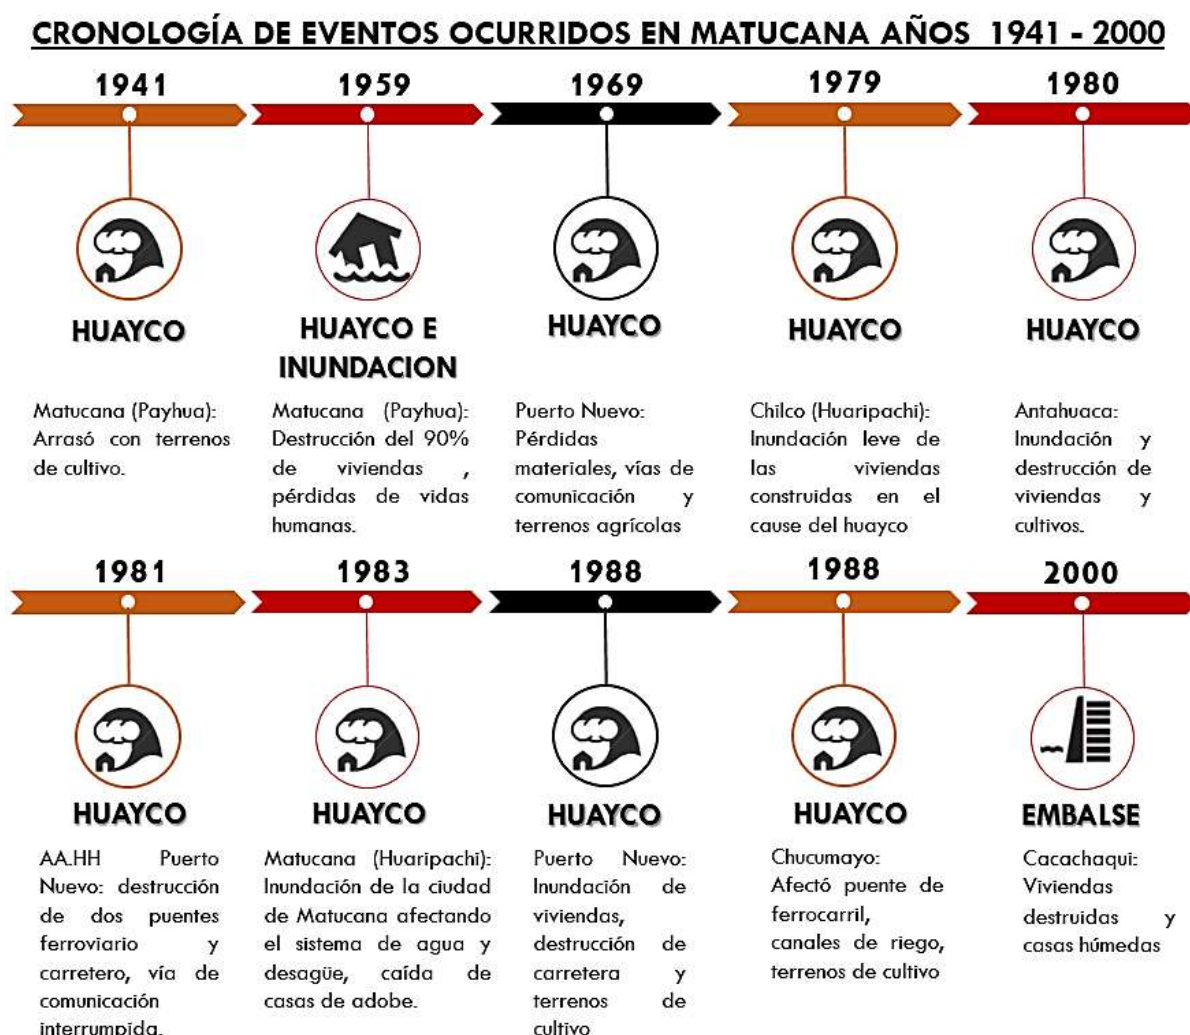 CRONOLOGÍA DE EVENTOS OCURRIDOS EN MATUCANA AÑOS 1941 - 2000
1941
HUAYCO
Matucana (Payhua):
Arrasó con terrenos
de cultivo.
1959
HUAYCO E
INUNDACION
Matucana (Payhua):
Destrucción del 90%
de viviendas ,
pérdidas de vidas
humanas.
1969
HUAYCO
Puerto Nuevo:
Pérdidas
materiales, vías de
comunicación y
terrenos agrícolas
1979
HUAYCO
Chilco (Huaripachi):
Inundación leve de
las viviendas
construidas en el
cause del huayco
1980
HUAYCO
Antahuaca:
Inundación y
destrucción de
viviendas y
cultivos.
1981
HUAYCO
AA.HH Puerto
Nuevo: destrucción
de dos puentes
ferroviario y
carretero, vía de
comunicación
interrumpida.
1983
HUAYCO
Matucana (Huaripachi):
Inundación de la ciudad
de Matucana afectando
el sistema de agua y
desagüe, caída de
casas de adobe.
1988
HUAYCO
Puerto Nuevo:
Inundación de
viviendas,
destrucción de
carretera y
terrenos de
cultivo
1988
HUAYCO
Chucumayo:
Afectó puente de
ferrocarril,
canales de riego,
terrenos de cultivo
2000
EMBALSE
Cacachaqui:
Viviendas
destruidas y
casas húmedas